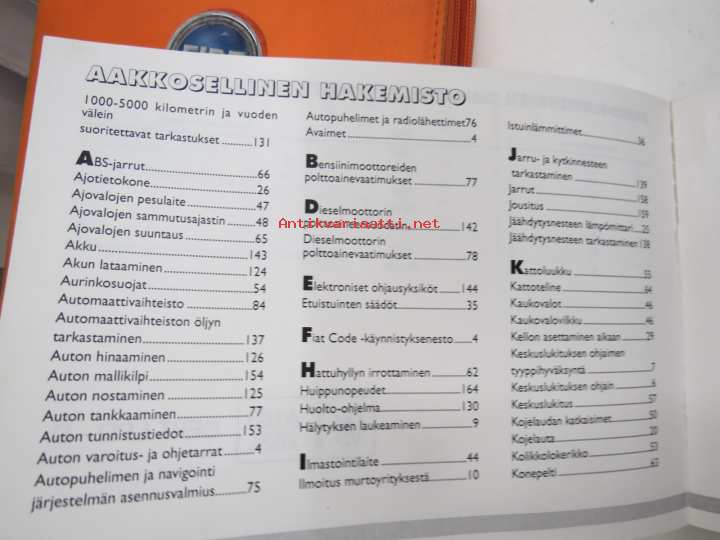 FIAT
AAKKOSELLINEN HAKEMISTO
1000-5000 kilometrin ja vuoden
välein
suoritettavat tarkastukset ..........131
ABS-jarrut..............................66
Ajotietokone..........................26
Ajovalojen pesulaite................47
Ajovalojen sammutusajastin......48
Ajovalojen suuntaus................65
Akku......................................143
Akun lataaminen....................124
Aurinkosuojat........................54
Automaattivaihteisto ..............84
Automaattivaihteiston öljyn
tarkastaminen........................137
Auton hinaaminen..................126
Auton mallikilpi......................154
Auton nostaminen..................125
Auton tankkaaminen................77
Auton tunnistustiedot..............153
Auton varoitus- ja ohjetarrat......4
Autopuhelimen ja navigointi
järjestelmän asennusvalmius......75
Autopuhelimet ja radiolähettimet76
Avaimet..................................4
Bensiinimoottoreiden
polttoainevaatimukset..............77
Dieselmoottorin
142
Dieselmoottorin
polttoainevaatimukset..............78
Elektroniset ohjausyksiköt......144
Etuistuinten säädöt..................35
Fiat Code -käynnistyksenesto....4
Hattuhyllyn irrottaminen..........62
Huippunopeudet....................164
Huolto-ohjelma......................130
Hälytyksen laukeaminen..........9
Ilmastointilaite........................44
Ilmoitus murtoyrityksestä........10
Istuinlämmittimet....................36
Jarru- ja kytkinnesteen
tarkastaminen........................139
Jarrut....................................158
Jousitus................................159
Jäähdytysnesteen lämpömittari....25
Jäähdytysnesteen tarkastaminen 138
Kattoluukku............................55
Kattoteline..............................64
Kaukovalot..............................46
Kaukovalovilkku......................46
Kellon asettaminen aikaan........29
Keskuslukituksen ohjaimen
tyyppihyväksyntä....................7
Keskuslukituksen ohjain..........6
Keskuslukitus..........................57
Kojelaudan katkaisimet............50
Kojelauta................................20
Kolikkolokerikko......................53
Konepelti................................63
Antikvariaatti.net